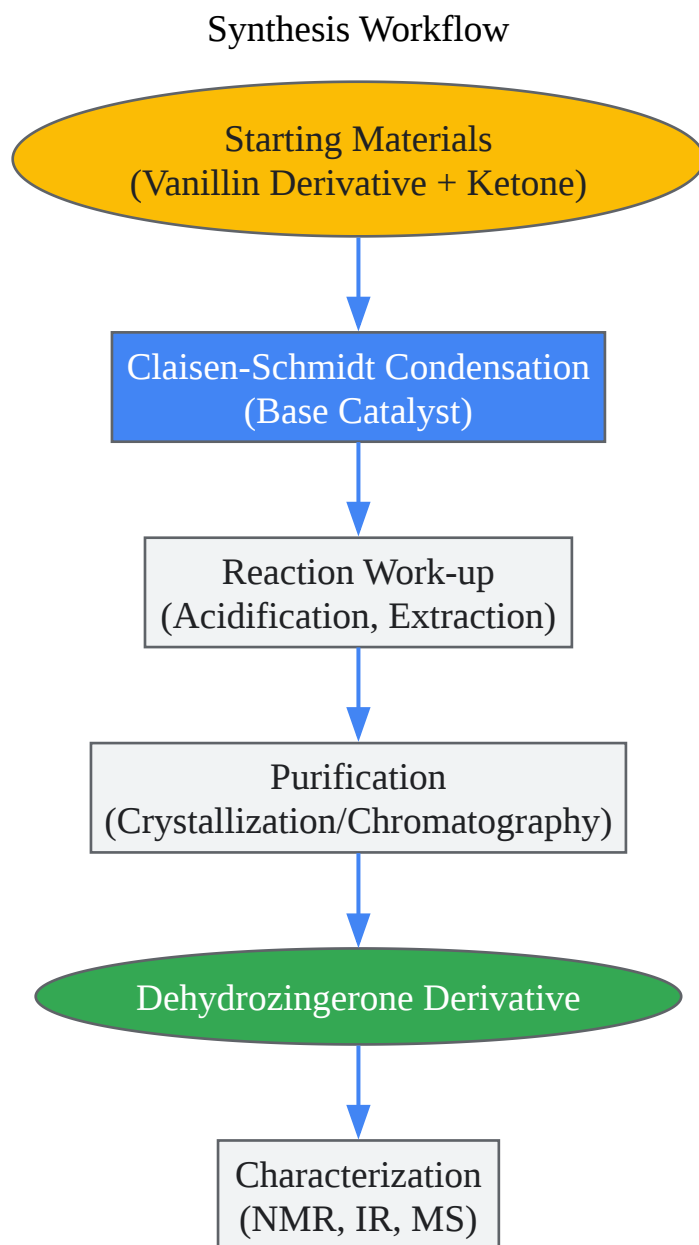 Synthesis Workflow
Starting Materials
(Vanillin Derivative + Ketone)
Claisen-Schmidt Condensation
(Base Catalyst)
Reaction Work-up
(Acidification, Extraction)
Purification
(Crystallization/Chromatography)
Dehydrozingerone Derivative
Characterization
(NMR, IR, MS)